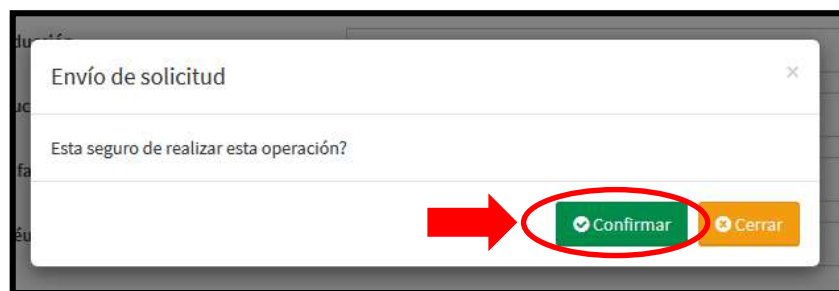 Envío de solicitud
×
Esta seguro de realizar esta operación?
Confirmar
Cerrar